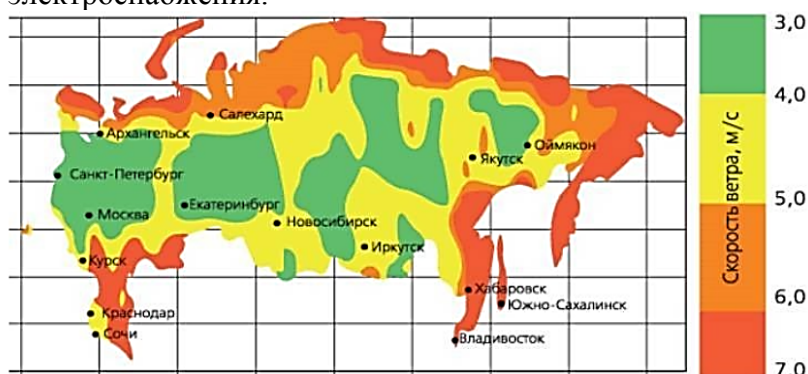 электроснабжения.
3,0
4,0
5,0
6,0
7,0
Скорость ветра, м/с
Салехард
Архангельск
Оймякон
Якутск
Санкт-Петербург
Екатеринбург
Москва
Новосибирск
Иркутск
Курск
Хабаровск
Южно-Сахалинск
Краснодар
Сочи
Владивосток